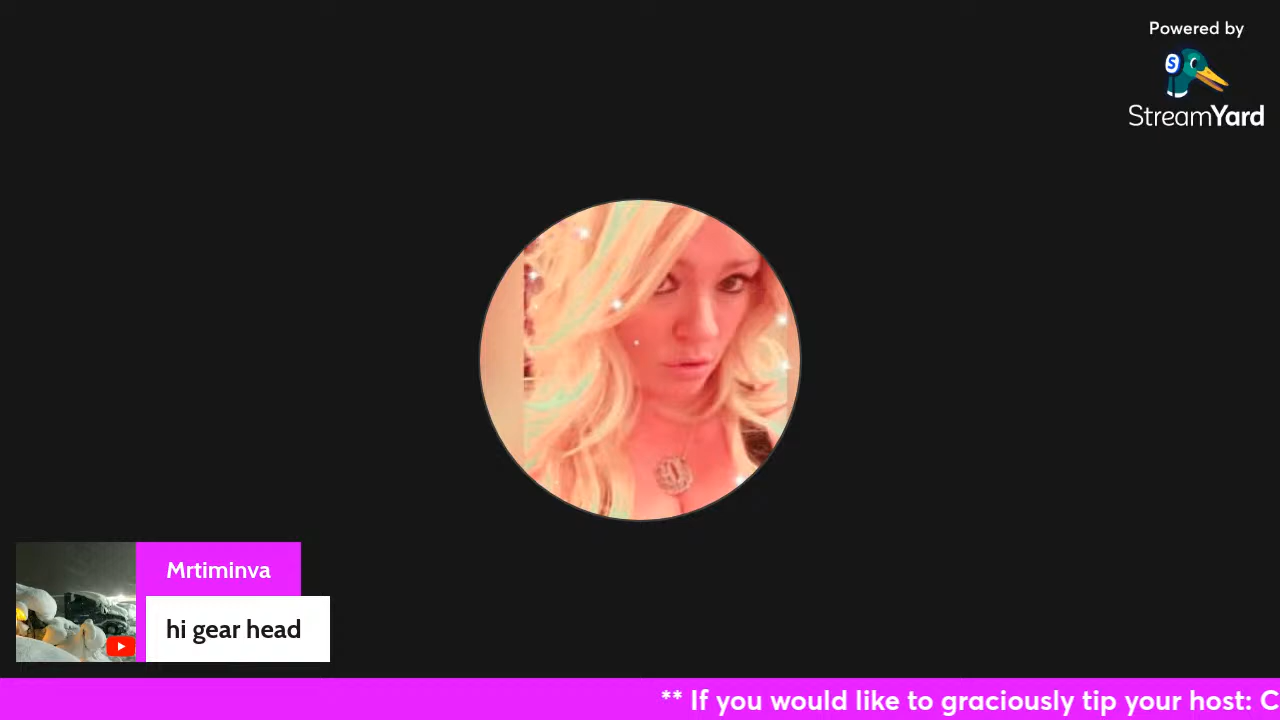 Powered by
StreamYard
Mrtiminva
hi gear head
** If you would like to graciously tip your host: C